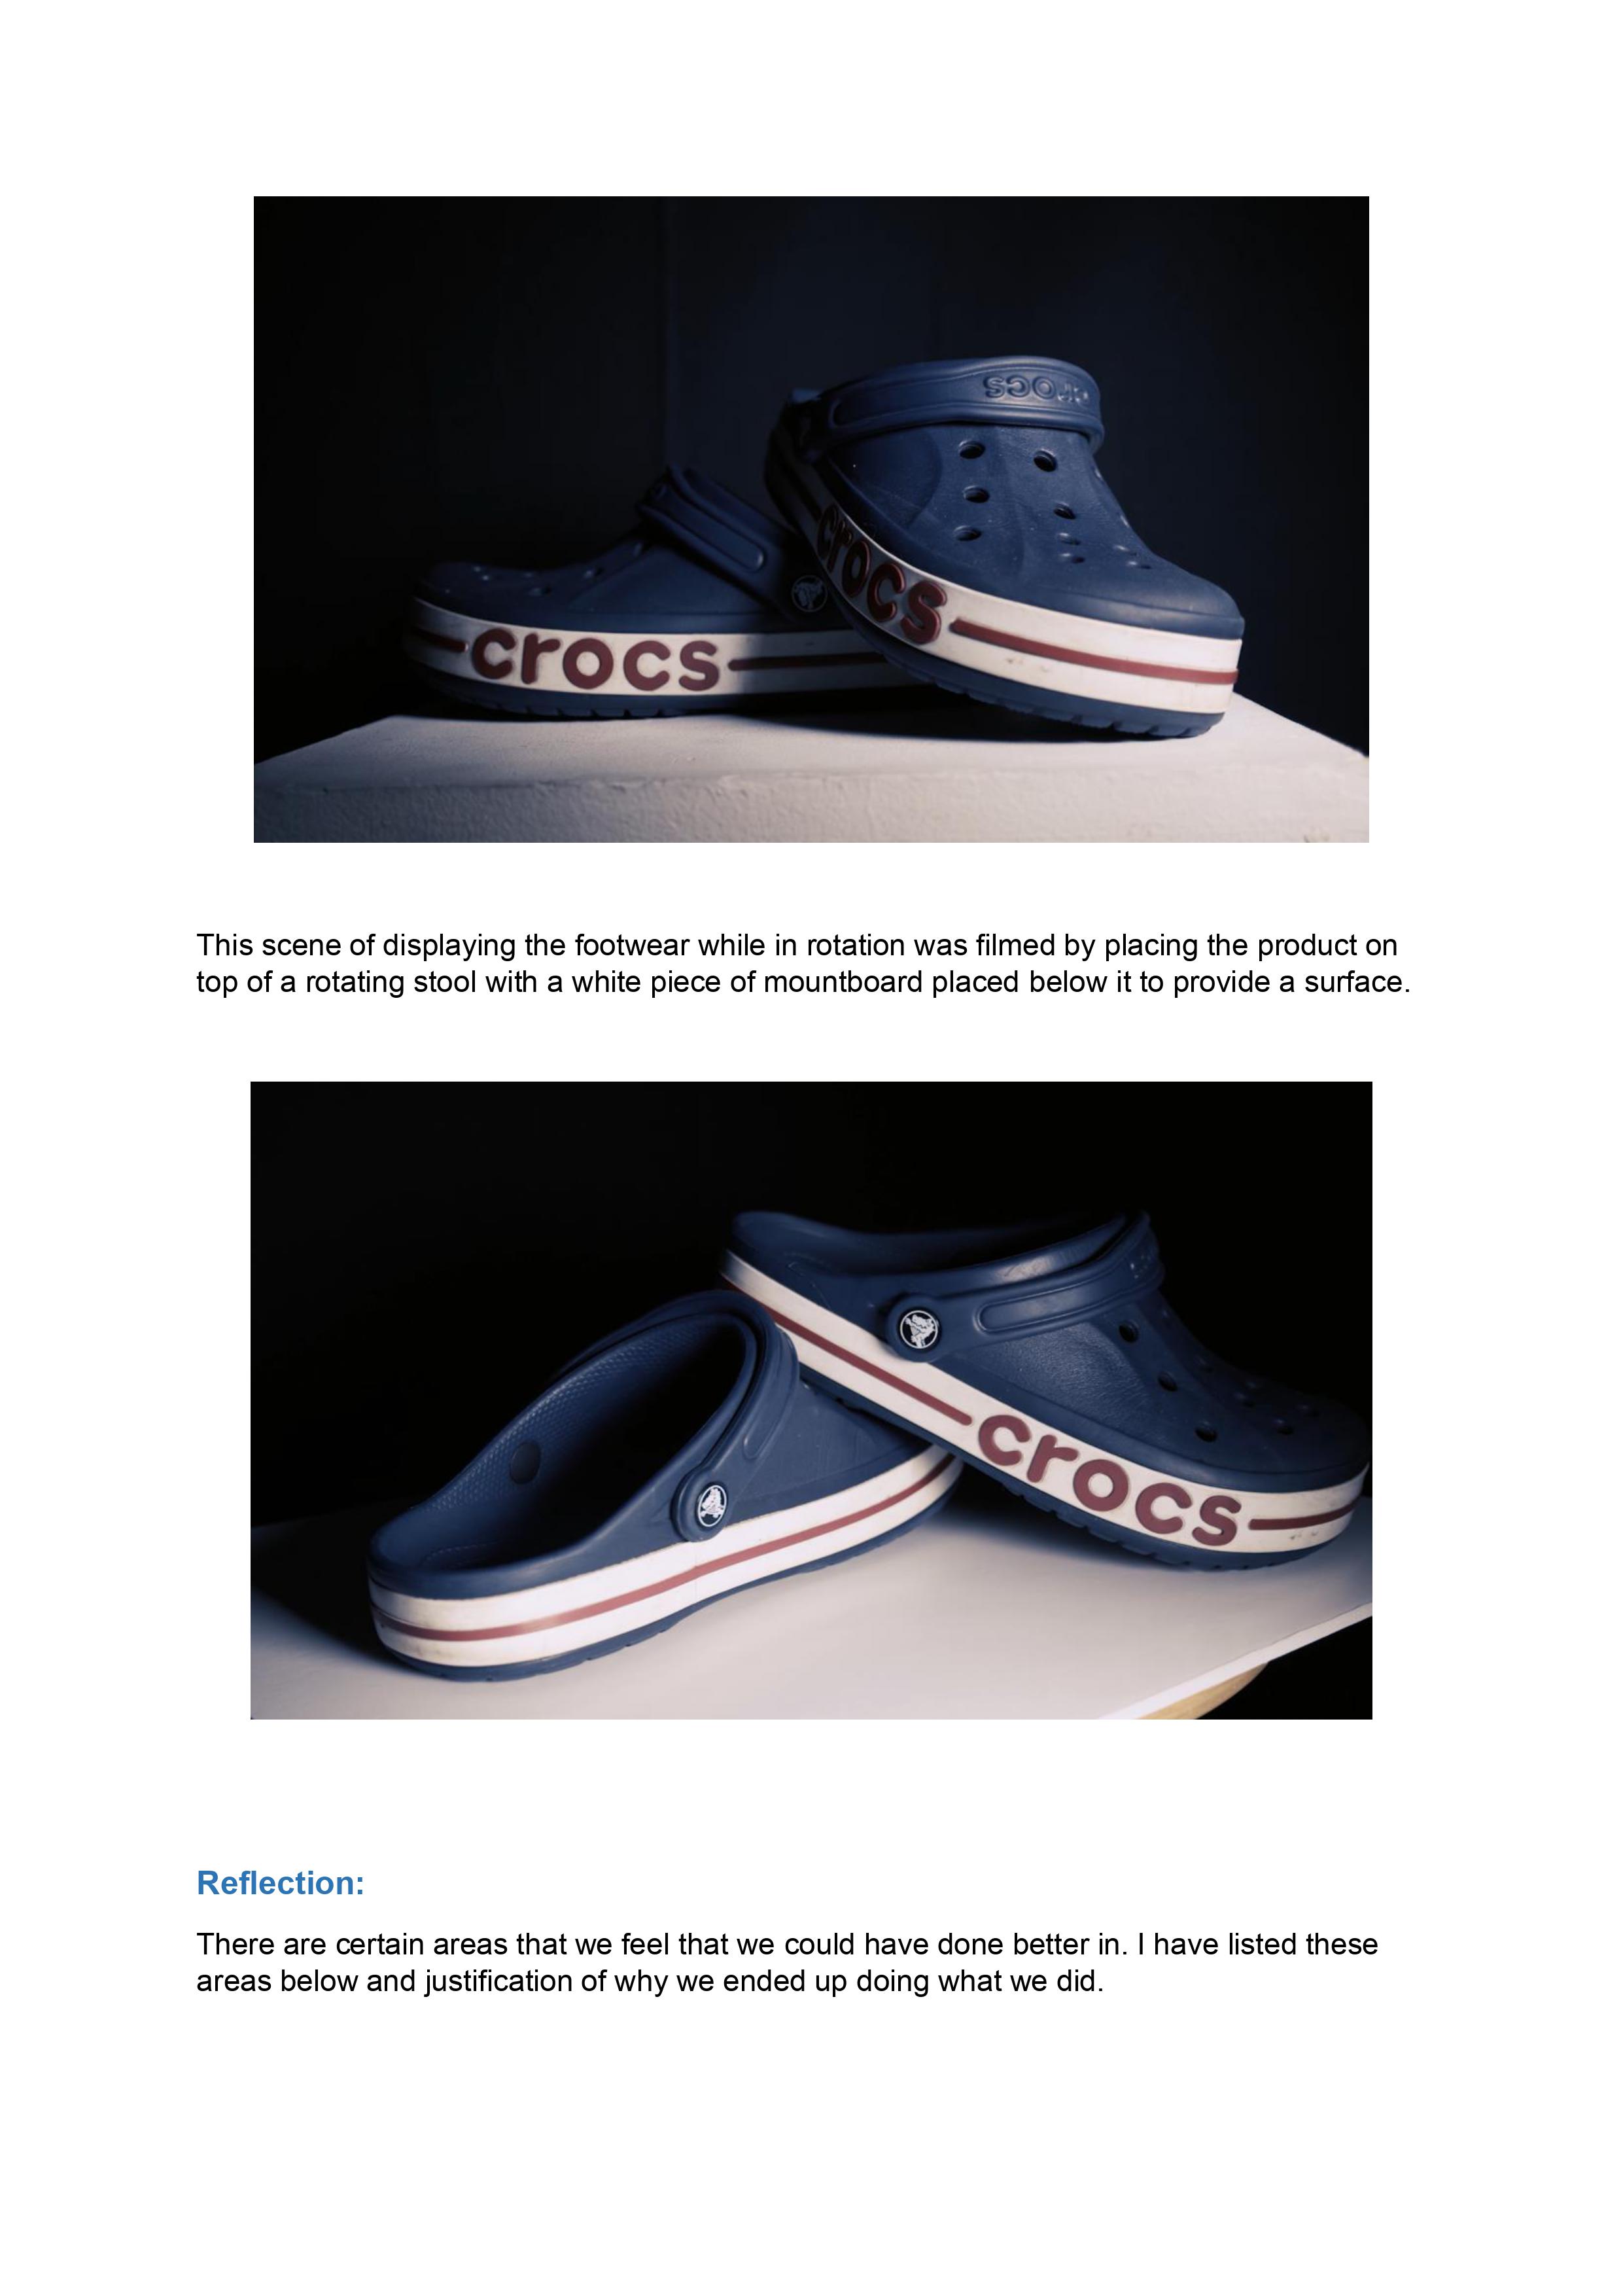 crocs
crocs
crocs
This scene of displaying the footwear while in rotation was filmed by placing the product on
top of a rotating stool with a white piece of mountboard placed below it to provide a surface.
crocs
Reflection:
There are certain areas that we feel that we could have done better in. I have listed these
areas below and justification of why we ended up doing what we did.